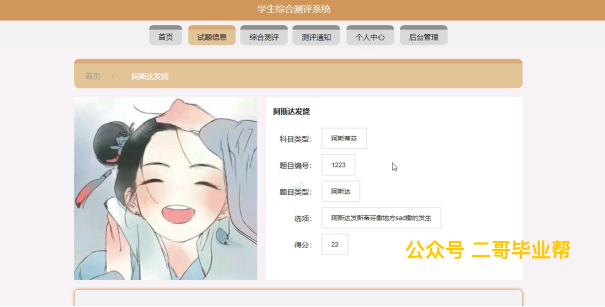 学生综合测评系统
首页 试题信息 综合测评 测评通知 个人中心 后台管理
首页 / 阿斯达发烧
阿斯达发烧
科目类型: 阿斯蒂芬
题目编号: 1223
题目类型: 阿斯达
选项: 阿斯达发斯蒂芬撒地方sad撒的发生
得分: 22
公众号 二哥毕业帮